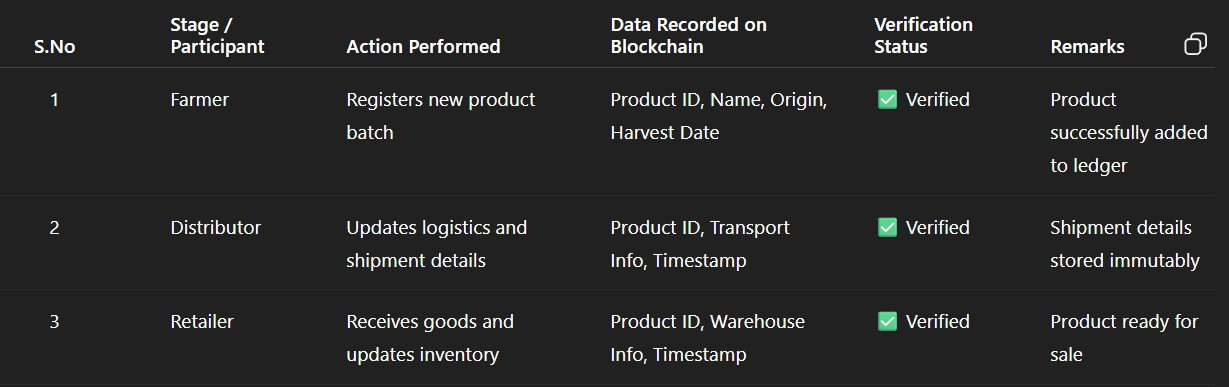 S.No
Stage /
Participant
Action Performed
Data Recorded on
Blockchain
Verification
Status
Remarks
1
Farmer
Registers new product
batch
Product ID, Name, Origin,
Harvest Date
✅ Verified
Product
successfully added
to ledger
2
Distributor
Updates logistics and
shipment details
Product ID, Transport
Info, Timestamp
✅ Verified
Shipment details
stored immutably
3
Retailer
Receives goods and
updates inventory
Product ID, Warehouse
Info, Timestamp
✅ Verified
Product ready for
sale